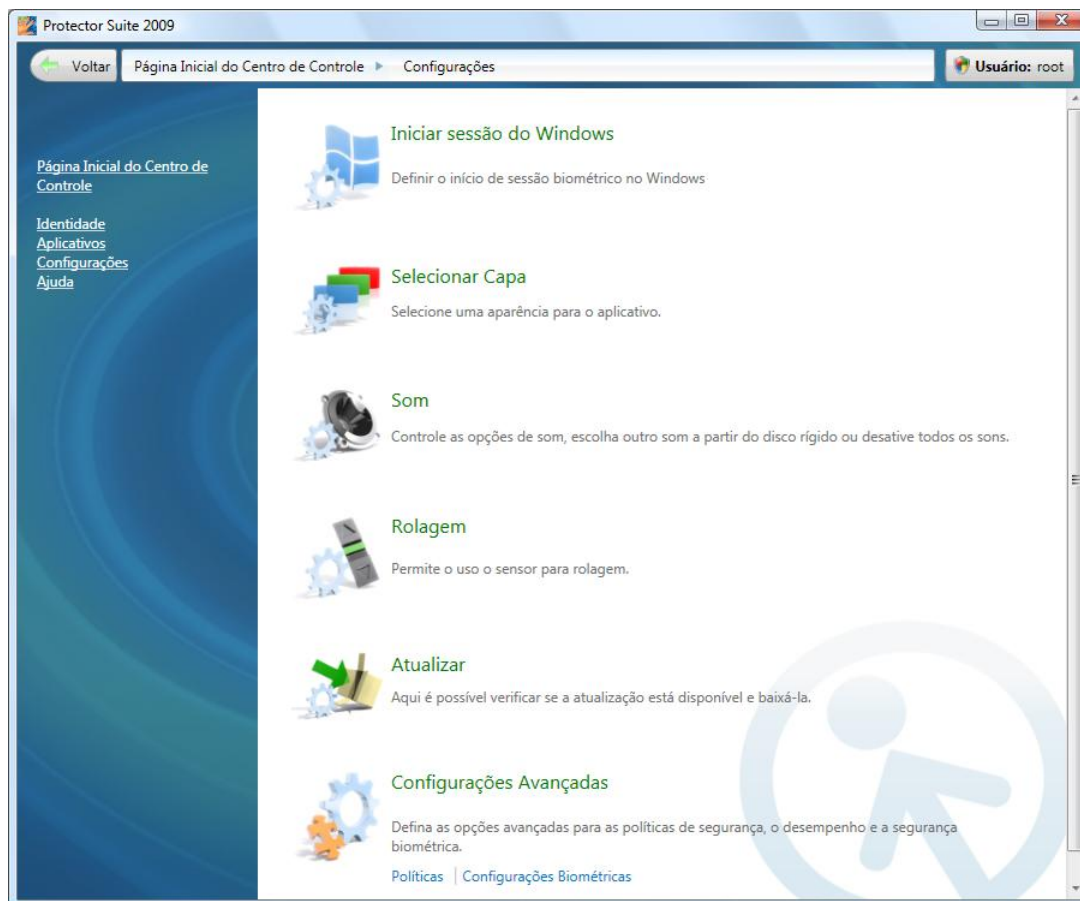 Protector Suite 2009
Voltar
Página Inicial do Centro de Controle
Configurações
Usuário: root
Página Inicial do Centro de
Controle
Identidade
Aplicativos
Configurações
Ajuda
Iniciar sessão do Windows
Definir o início de sessão biométrico no Windows
Selecionar Capa
Selecione uma aparência para o aplicativo.
Som
Controle as opções de som, escolha outro som a partir do disco rígido ou desative todos os sons.
Rolagem
Permite o uso o sensor para rolagem.
Atualizar
Aqui é possível verificar se a atualização está disponível e baixá-la.
Configurações Avançadas
Defina as opções avançadas para as políticas de segurança, o desempenho e a segurança
biométrica.
Políticas | Configurações Biométricas